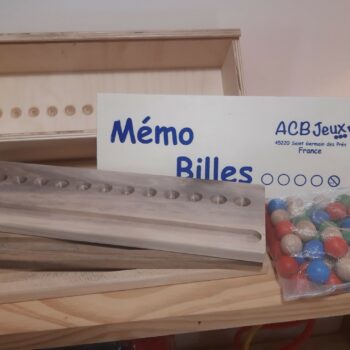 Mémo
Billes
ACB Jeux
45220 Saint Germain des Prés
France